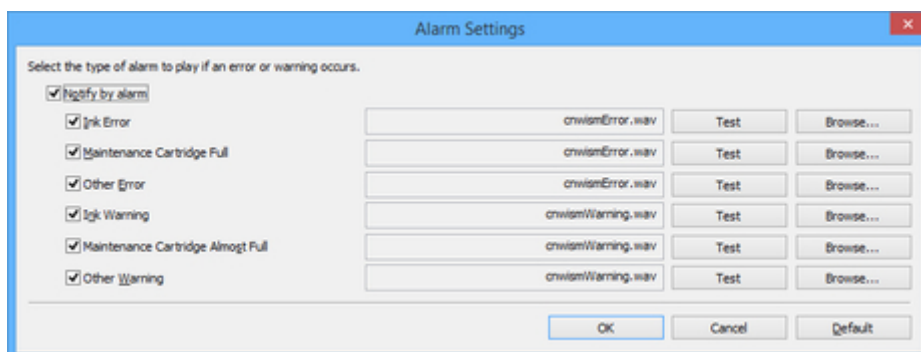 Alarm Settings
Select the type of alarm to play if an error or warning occurs.
Notify by alarm
Ink Error cnwismError.wav Test Browse...
Maintenance Cartridge Full cnwismError.wav Test Browse...
Other Error cnwismError.wav Test Browse...
Ink Warning cnwismWarning.wav Test Browse...
Maintenance Cartridge Almost Full cnwismWarning.wav Test Browse...
Other Warning cnwismWarning.wav Test Browse...
OK Cancel Default